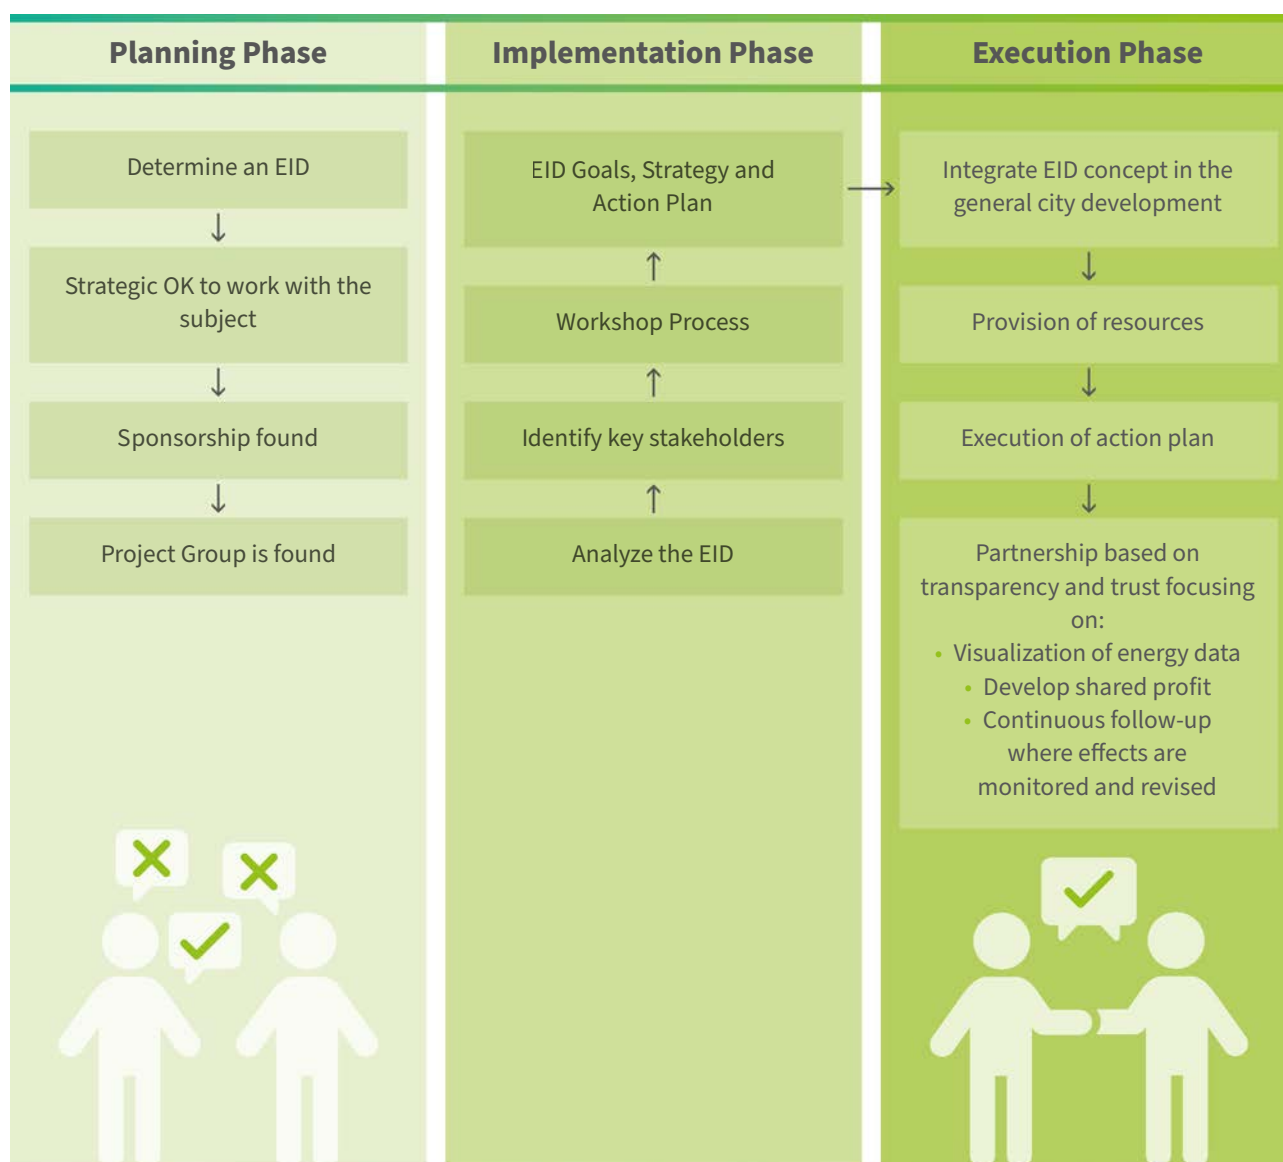 Planning Phase
Determine an EID
Strategic OK to work with the
subject
Sponsorship found
Project Group is found
Implementation Phase
EID Goals, Strategy and
Action Plan
Workshop Process
Identify key stakeholders
Analyze the EID
Execution Phase
Integrate EID concept in the
general city development
Provision of resources
Execution of action plan
Partnership based on
transparency and trust focusing
on:
• Visualization of energy data
• Develop shared profit
• Continuous follow-up
where effects are
monitored and revised